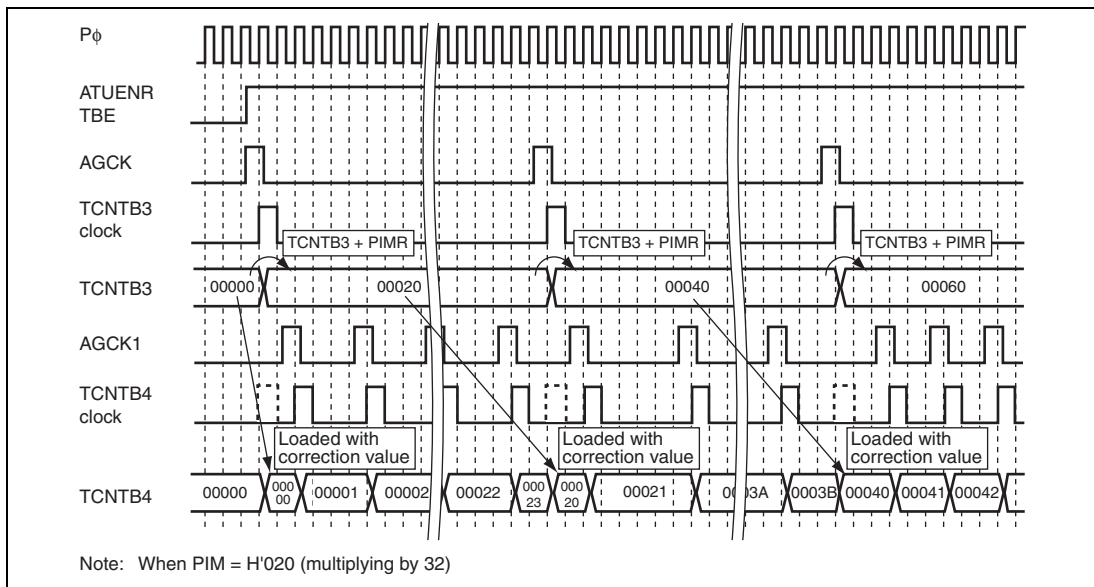 Pϕ
ATUENR
TBE
AGCK
TCNTB3
clock
TCNTB3 + PIMR
TCNTB3 + PIMR
TCNTB3 + PIMR
TCNTB3
00000
00020
00040
00060
AGCK1
TCNTB4
clock
Loaded with
correction value
Loaded with
correction value
Loaded with
correction value
TCNTB4
00000
000
00
00001
00002
00022
000
23
000
20
00021
0003A
0003B
00040
00041
00042
Note: When PIM = H'020 (multiplying by 32)